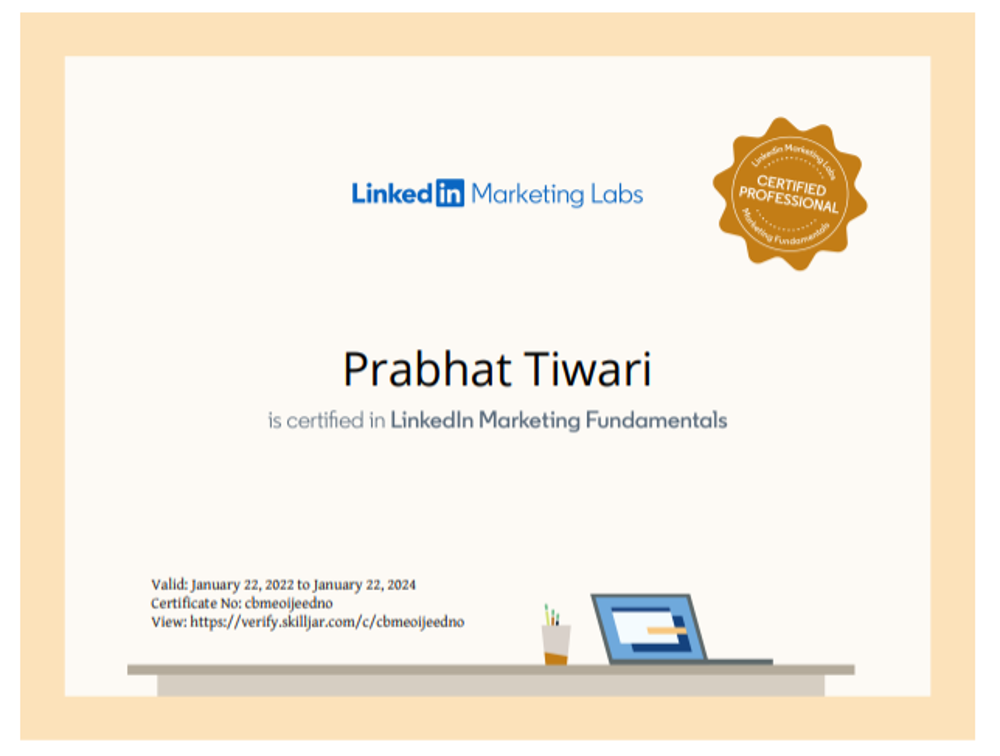 Linked in Marketing Labs
LinkedIn Marketing Labs
CERTIFIED
PROFESSIONAL
Marketing Fundamentals
Prabhat Tiwari
is certified in LinkedIn Marketing Fundamentals
Valid: January 22, 2022 to January 22, 2024
Certificate No: cbmeoijeedno
View: https://verify.skilljar.com/c/cbmeoijeedno